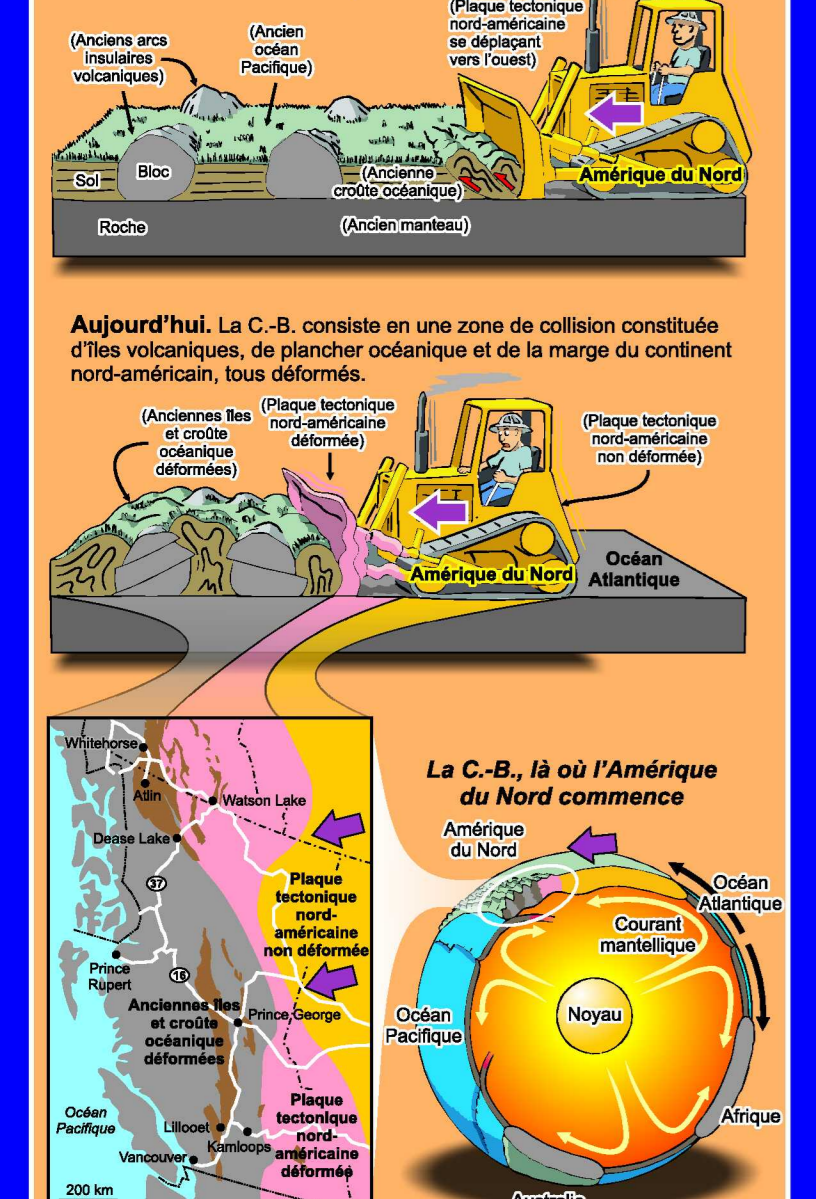 (Plaque tectonique
nord-américaine
se déplaçant
vers l'ouest)
(Anciens arcs
insulaires
volcaniques)
(Ancien
océan
Pacifique)
Sol
Bloc
(Ancienne
croûte océanique)
Amérique du Nord
Roche
(Ancien manteau)
Aujourd'hui. La C.-B. consiste en une zone de collision constituée
d'îles volcaniques, de plancher océanique et de la marge du continent
nord-américain, tous déformés.
(Anciennes îles
et croûte
océanique
déformées)
(Plaque tectonique
nord-américaine
déformée)
(Plaque tectonique
nord-américaine
non déformée)
Amérique du Nord
Océan
Atlantique
Whitehorse
Atlin
Watson Lake
Dease Lake
37
Plaque
tectonique
nord-
américaine
non déformée
Prince
Rupert
16
Anciennes îles
et croûte
océanique
déformées
Prince George
Plaque
tectonique
nord-
américaine
déformée
Océan
Pacifique
Lillooet
Kamloops
Vancouver
200 km
La C.-B., là où l'Amérique
du Nord commence
Amérique
du Nord
Océan
Atlantique
Courant
mantellique
Noyau
Océan
Pacifique
Afrique
Australie